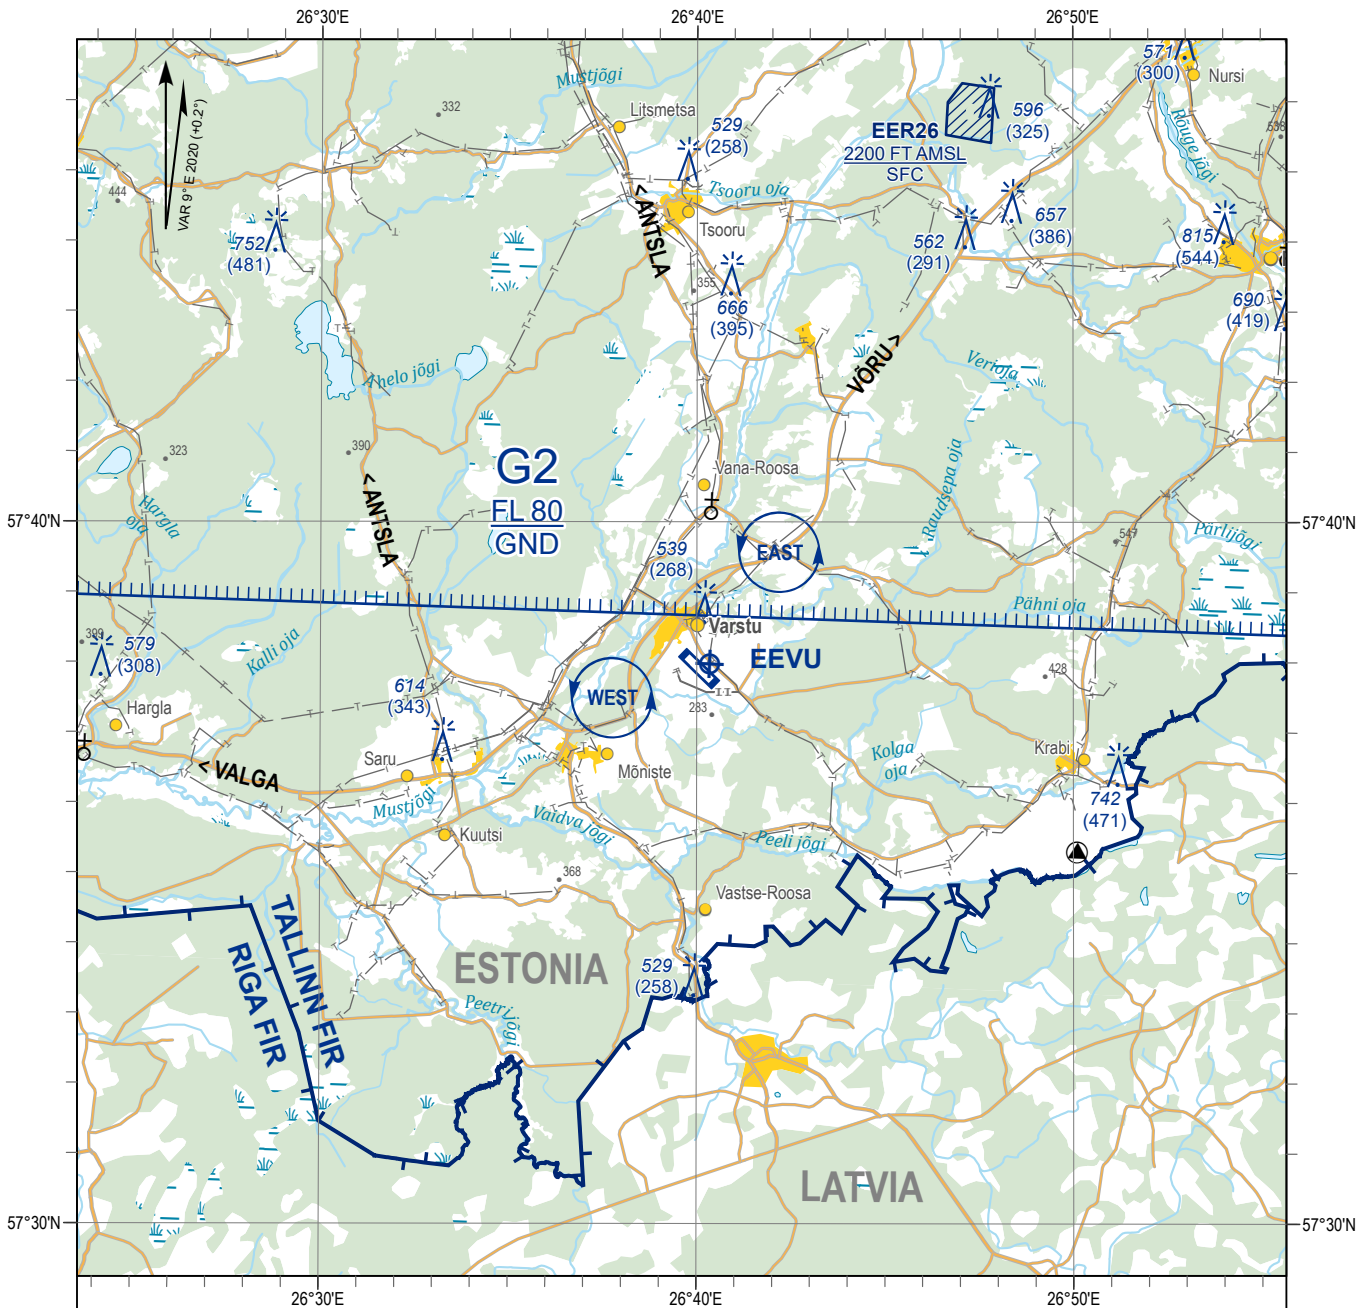 26°30'E
26°40'E
26°50'E
VAR 9° E 2020 (+0.2°)
Mustjõgi
332
Litsmetsa
529
(258)
EER26
2200 FT AMSL
SFC
596
(325)
571
(300)
Nursi
Rõuge jõgi
538
444
752
(481)
< ANTSLA
Tsooru oja
Tsooru
657
(386)
562
(291)
815
(544)
355
666
(395)
690
(419)
Ahelo jõgi
VÕRU >
Verioja
323
390
G2
FL 80
GND
Vana-Roosa
Hargla
oja
< ANTSLA
Raudsepa oja
57°40'N
57°40'N
539
(268)
EAST
547
Pärlijõgi
Pähni oja
399
579
(308)
Kalli oja
Varstu
EEVU
428
Hargla
614
(343)
WEST
283
Saru
Mõniste
Kolga
oja
Krabi
< VALGA
Mustjõgi
742
(471)
Kuutsi
Vaidva jõgi
Peeli jõgi
368
Vastse-Roosa
TALLINN FIR
RIGA FIR
ESTONIA
529
(258)
Peetri jõgi
LATVIA
57°30'N
57°30'N
26°30'E
26°40'E
26°50'E